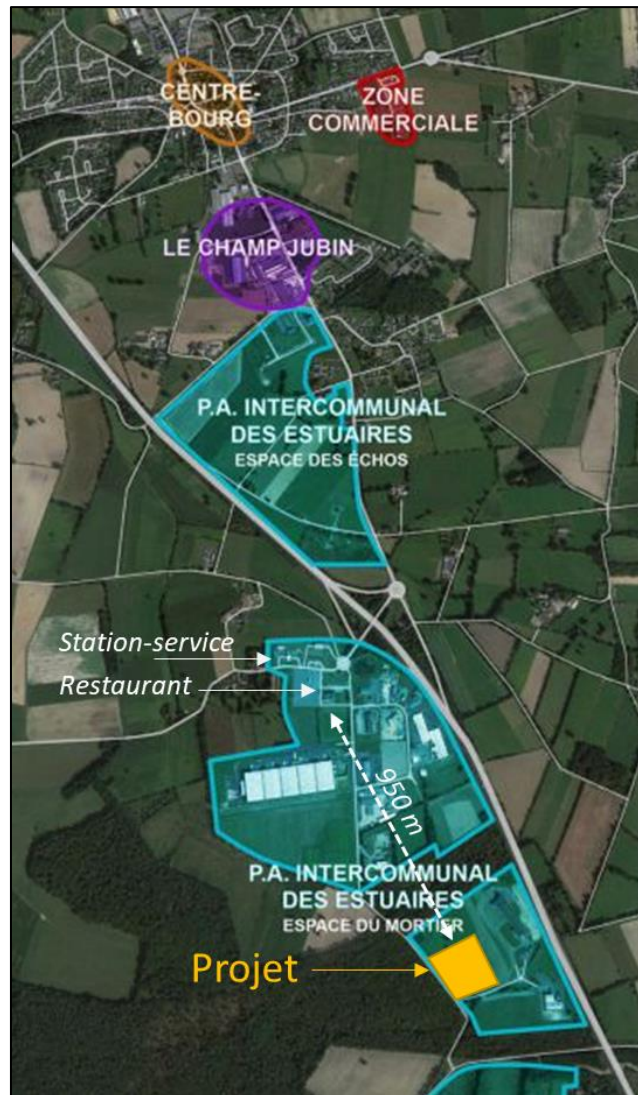 CENTRE-
BOURG
ZONE
COMMERCIALE
LE CHAMP JUBIN
P.A. INTERCOMMUNAL
DES ESTUAIRES
ESPACE DES ÉCHOS
Station-service
Restaurant
950 m
P.A. INTERCOMMUNAL
DES ESTUAIRES
ESPACE DU MORTIER
Projet